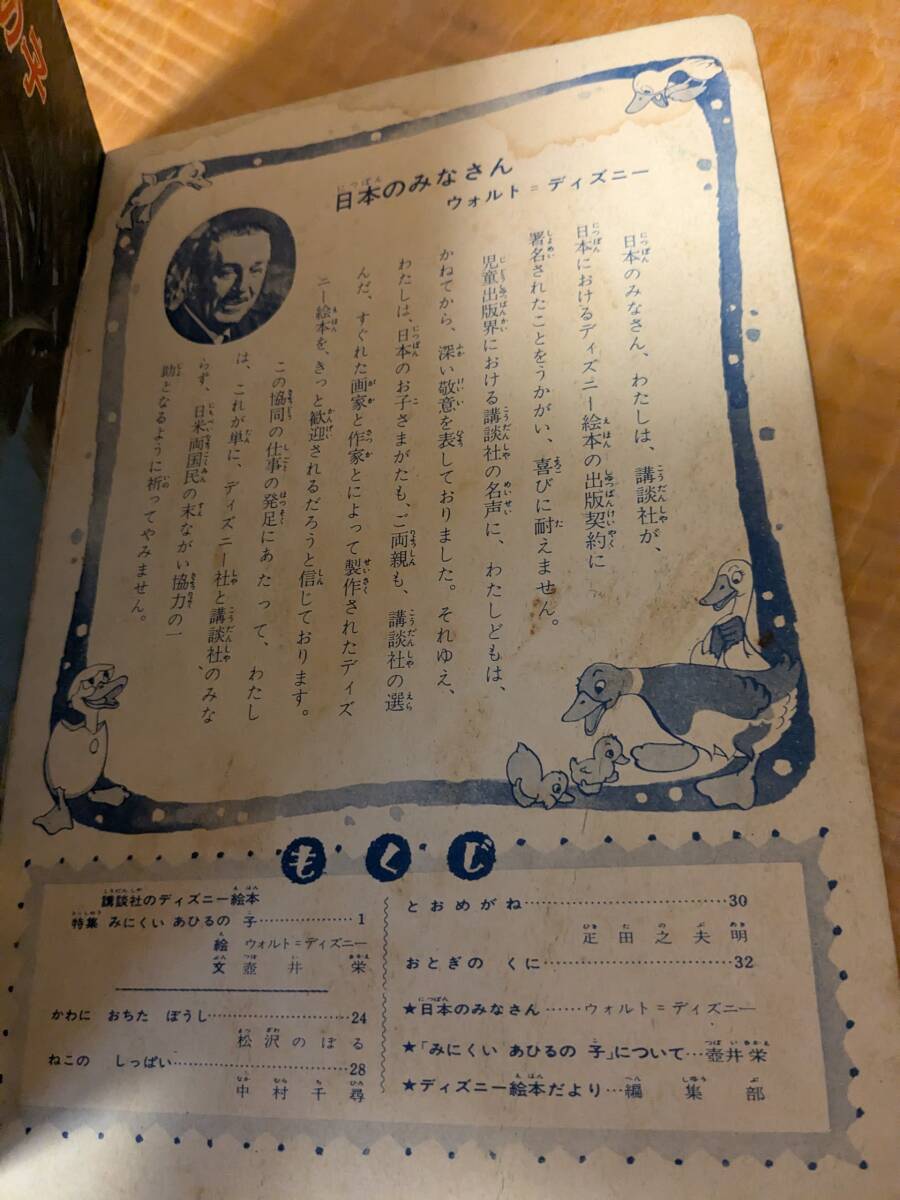 の子
日本のみなさん
ウォルト＝ディズニー
日本のみなさん、わたしは、講談社が、
日本におけるディズニー絵本の出版契約に
署名されたことをうかがい、喜びに耐えません。
児童出版界における講談社の名声に、わたしどもは、
かねてから、深い敬意を表しておりました。それゆえ、
わたしは、日本のお子さまがたも、ご両親も、講談社の選
んだ、すぐれた画家と作家とによって製作されたディズ
ニー絵本を、きっと歓迎されるだろうと信じております。
この協同の仕事の発足にあたって、わたし
は、これが単に、ディズニー社と講談社のみな
らず、日米両国民の末ながい協力の一
助となるように祈ってやみません。
もくじ
講談社のディズニー絵本
特集 みにくい あひるの 子……………1
絵 ウォルト＝ディズニー
文 壺井 栄
かわに おちた ぼうし……………24
松沢のぼる
ねこの しっぱい……………28
中村千尋
とおめがね……………30
疋田之夫明
おとぎの くに……………32
★日本のみなさん……ウォルト＝ディズニー
★「みにくい あひるの 子」について…壺井栄
★ディズニー絵本だより…編集部